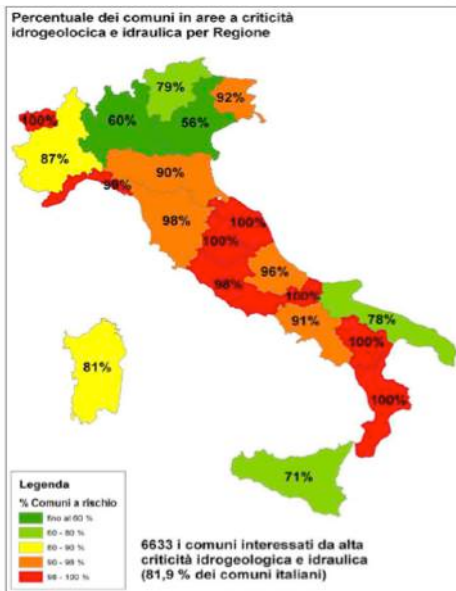 Percentuale dei comuni in aree a criticità
idrogeolocica e idraulica per Regione
79%
92%
100%
60%
56%
87%
90%
99%
98%
100%
100%
96%
98%
100%
91%
78%
100%
81%
100%
71%
Legenda
% Comuni a rischio
fino al 60 %
60 - 80 %
80 - 90 %
90 - 98 %
98 - 100 %
6633 i comuni interessati da alta
criticità idrogeologica e idraulica
(81,9 % dei comuni italiani)